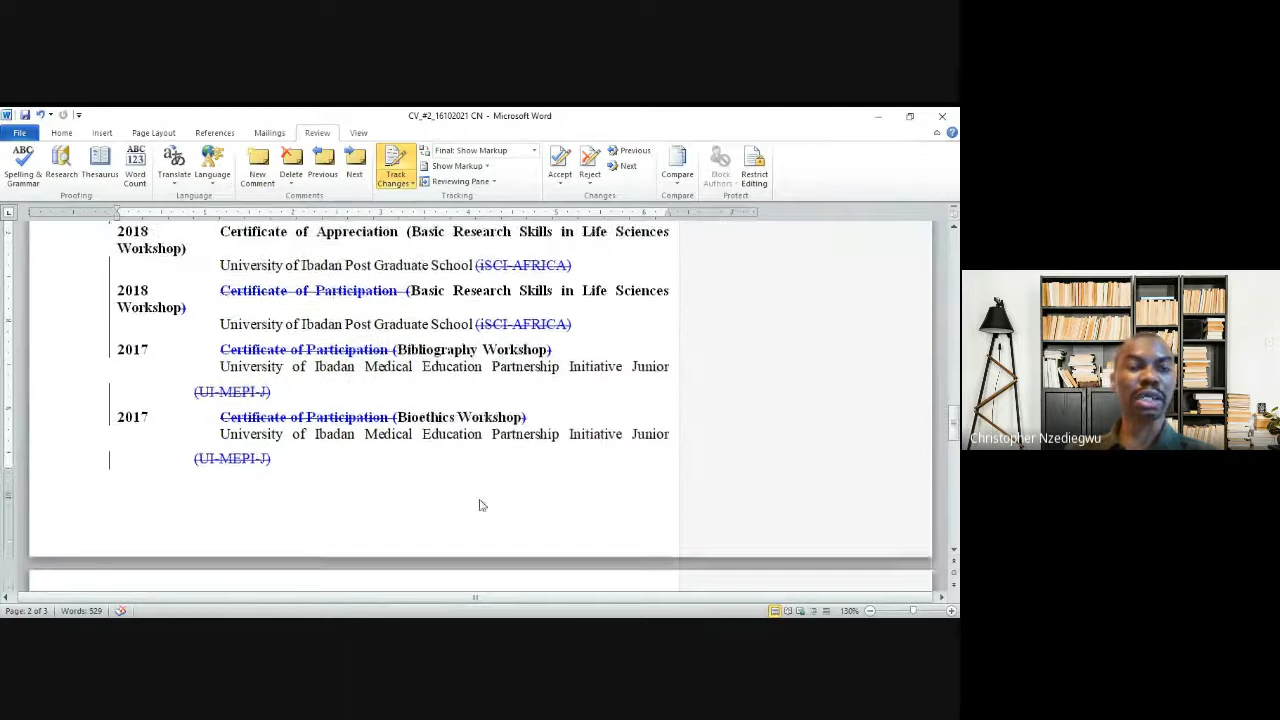 CV_#2_16102021 CN - Microsoft Word
File Home Insert Page Layout References Mailings Review View
Spelling & Grammar Research Thesaurus Word Count Translate Language New Comment Delete Previous Next Track Changes Final: Show Markup Show Markup Reviewing Pane Accept Reject Previous Next Compare Block Authors Restrict Editing
Proofing Language Comments Tracking Changes Compare Protect
2018 Certificate of Appreciation (Basic Research Skills in Life Sciences
Workshop)
University of Ibadan Post Graduate School (iSCI-AFRICA)
2018 Certificate of Participation (Basic Research Skills in Life Sciences
Workshop)
University of Ibadan Post Graduate School (iSCI-AFRICA)
2017 Certificate of Participation (Bibliography Workshop)
University of Ibadan Medical Education Partnership Initiative Junior
(UI-MEPI-J)
2017 Certificate of Participation (Bioethics Workshop)
University of Ibadan Medical Education Partnership Initiative Junior
(UI-MEPI-J)
Page: 2 of 3 Words: 529 130%
Christopher Nzediegwu